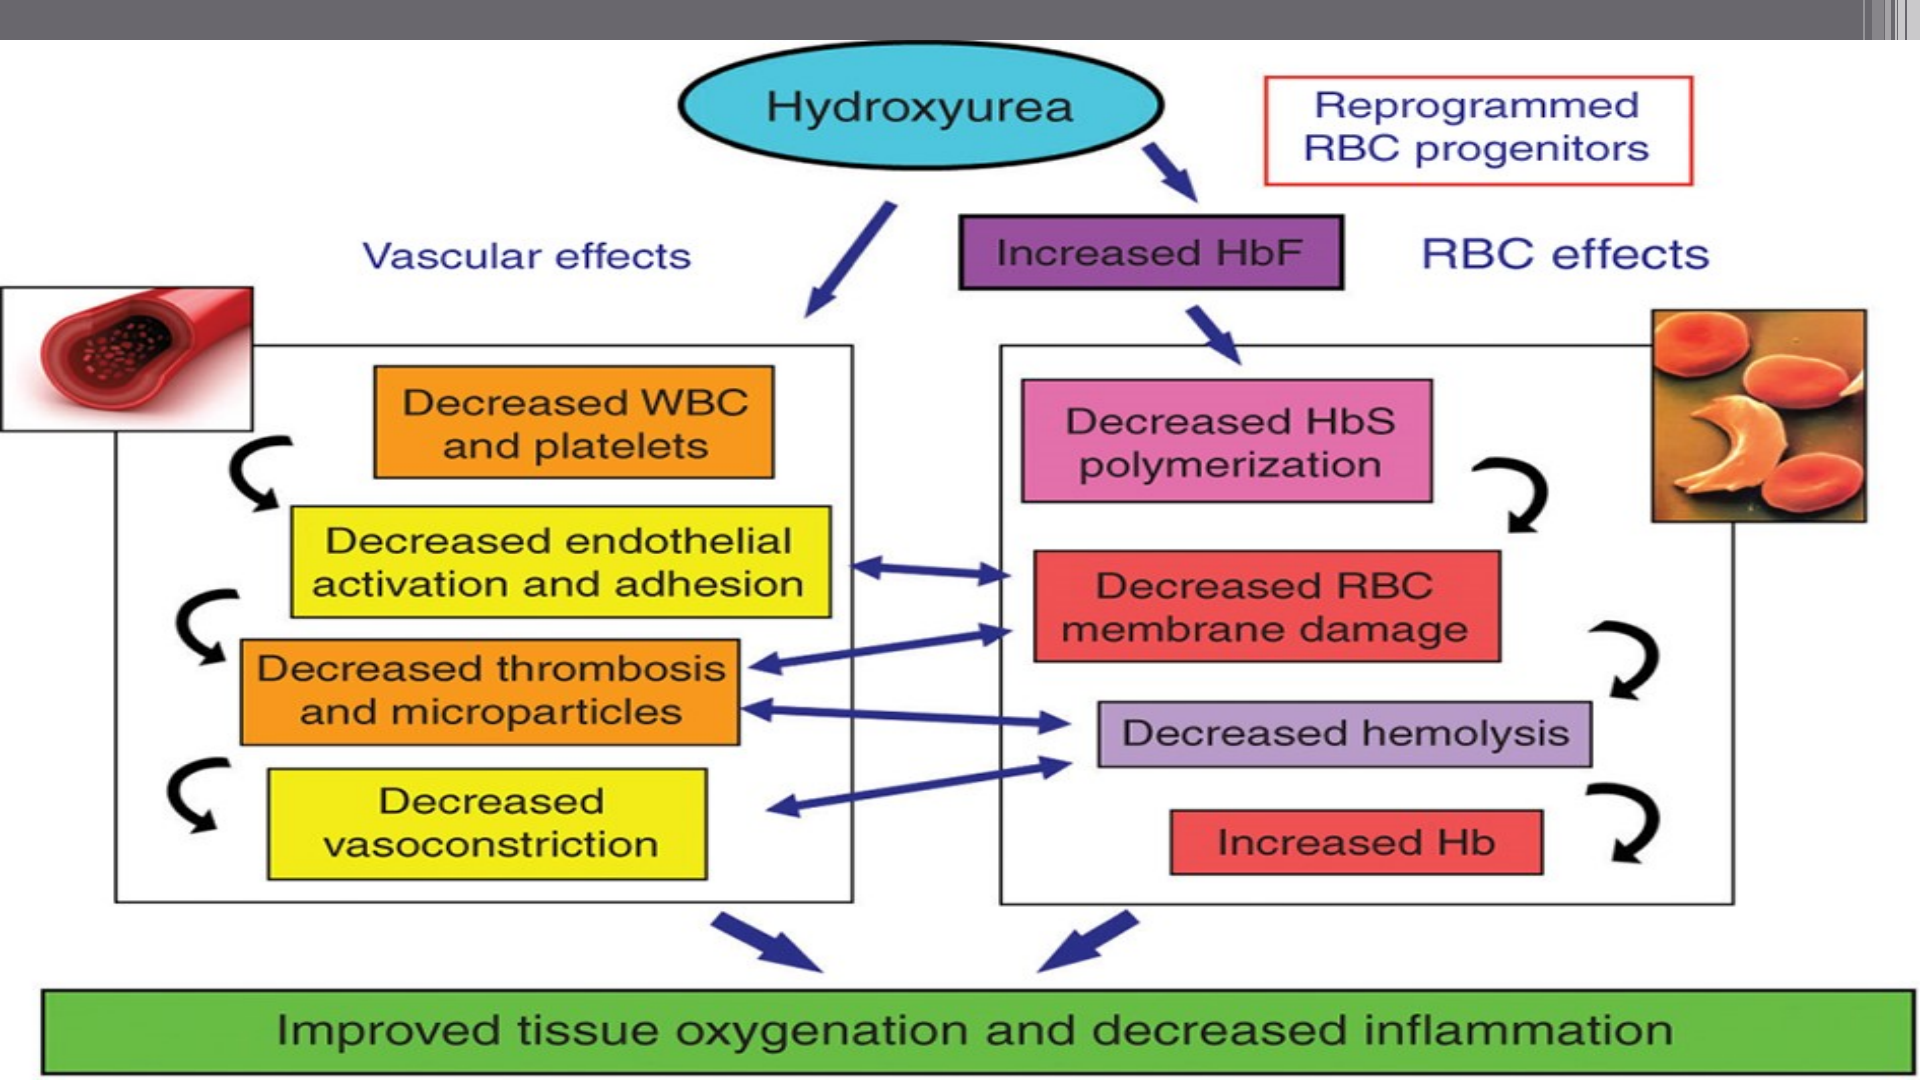 Hydroxyurea
Reprogrammed
RBC progenitors
Vascular effects
Increased HbF
RBC effects
Decreased WBC
and platelets
Decreased endothelial
activation and adhesion
Decreased thrombosis
and microparticles
Decreased
vasoconstriction
Decreased HbS
polymerization
Decreased RBC
membrane damage
Decreased hemolysis
Increased Hb
Improved tissue oxygenation and decreased inflammation